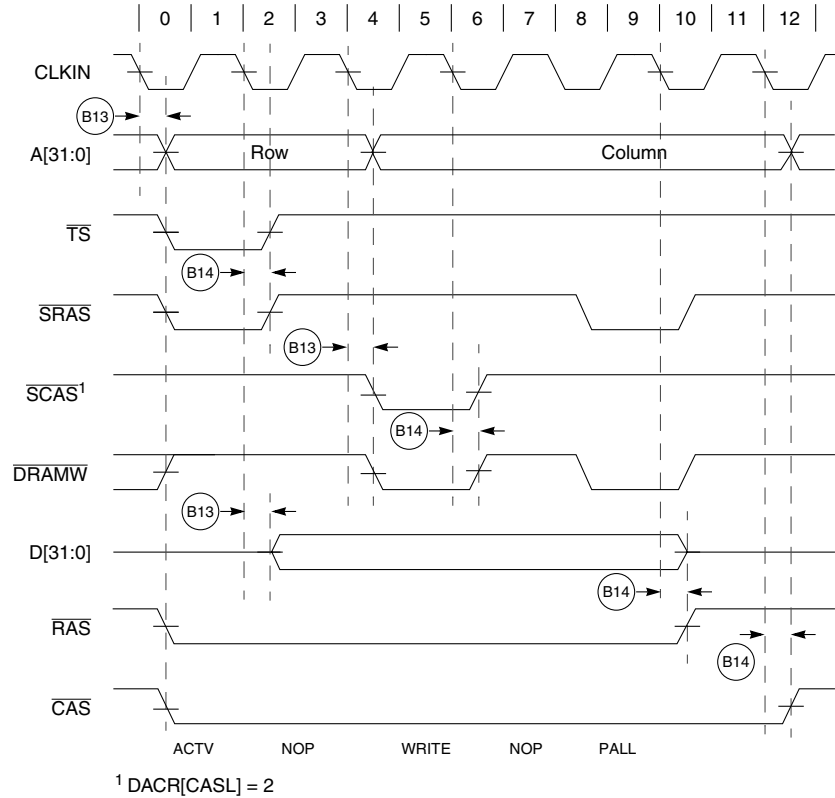 0 1 2 3 4 5 6 7 8 9 10 11 12
CLKIN
B13
A[31:0] Row Column
TS
B14
SRAS
B13
SCAS¹
B14
DRAMW
B13
D[31:0]
B14
RAS
B14
CAS
ACTV NOP WRITE NOP PALL
¹ DACR[CASL] = 2